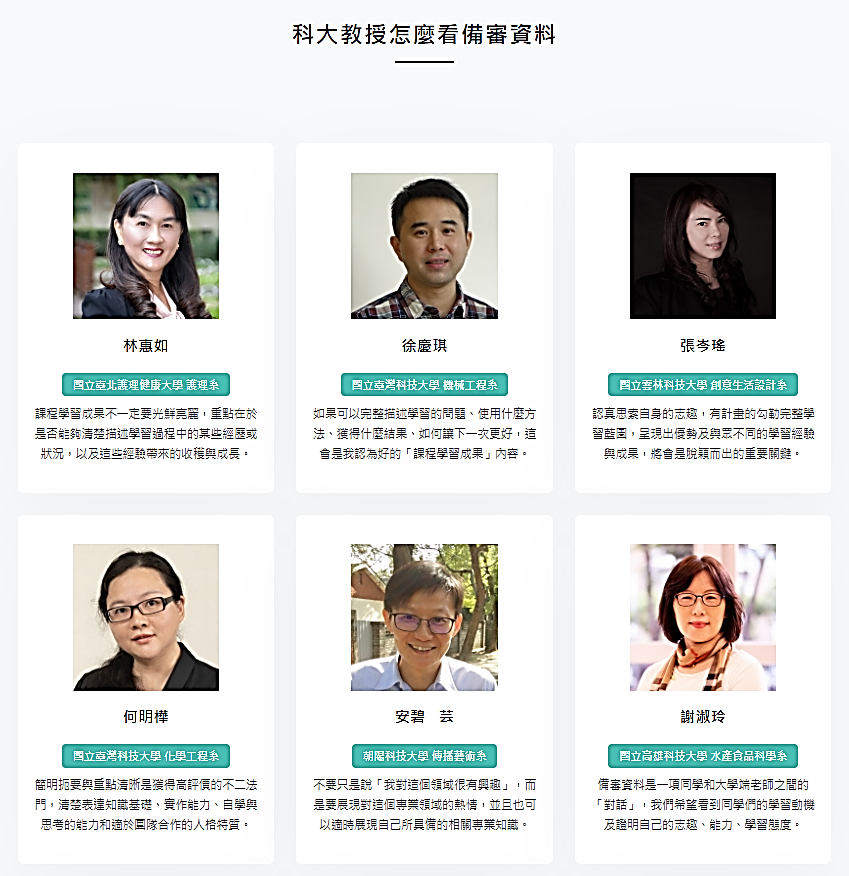 科大教授怎麼看備審資料
林惠如
國立臺北護理健康大學 護理系
課程學習成果不一定要光鮮亮麗，重點在於
是否能夠清楚描述學習過程中的某些經歷或
狀況，以及這些經驗帶來的收穫與成長。
徐慶琪
國立臺灣科技大學 機械工程系
如果可以完整描述學習的問題、使用什麼方
法、獲得什麼結果、如何讓下一次更好，這
會是我認為好的「課程學習成果」內容。
張岑瑤
國立雲林科技大學 創意生活設計系
認真思索自身的志趣，有計畫的勾勒完整學
習藍圖，呈現出優勢及與眾不同的學習經驗
與成果，將會是脫穎而出的重要關鍵。
何明樺
國立臺灣科技大學 化學工程系
簡明扼要與重點清晰是獲得高評價的不二法
門，清楚表達知識基礎、實作能力、自學與
思考的能力和適於團隊合作的人格特質。
安碧　芸
朝陽科技大學 傳播藝術系
不要只是說「我對這個領域很有興趣」，而
是要展現對這個專業領域的熱情，並且也可
以適時展現自己所具備的相關專業知識。
謝淑玲
國立高雄科技大學 水產食品科學系
備審資料是一項同學和大學端老師之間的
「對話」，我們希望看到同學們的學習動機
及證明自己的志趣、能力、學習態度。